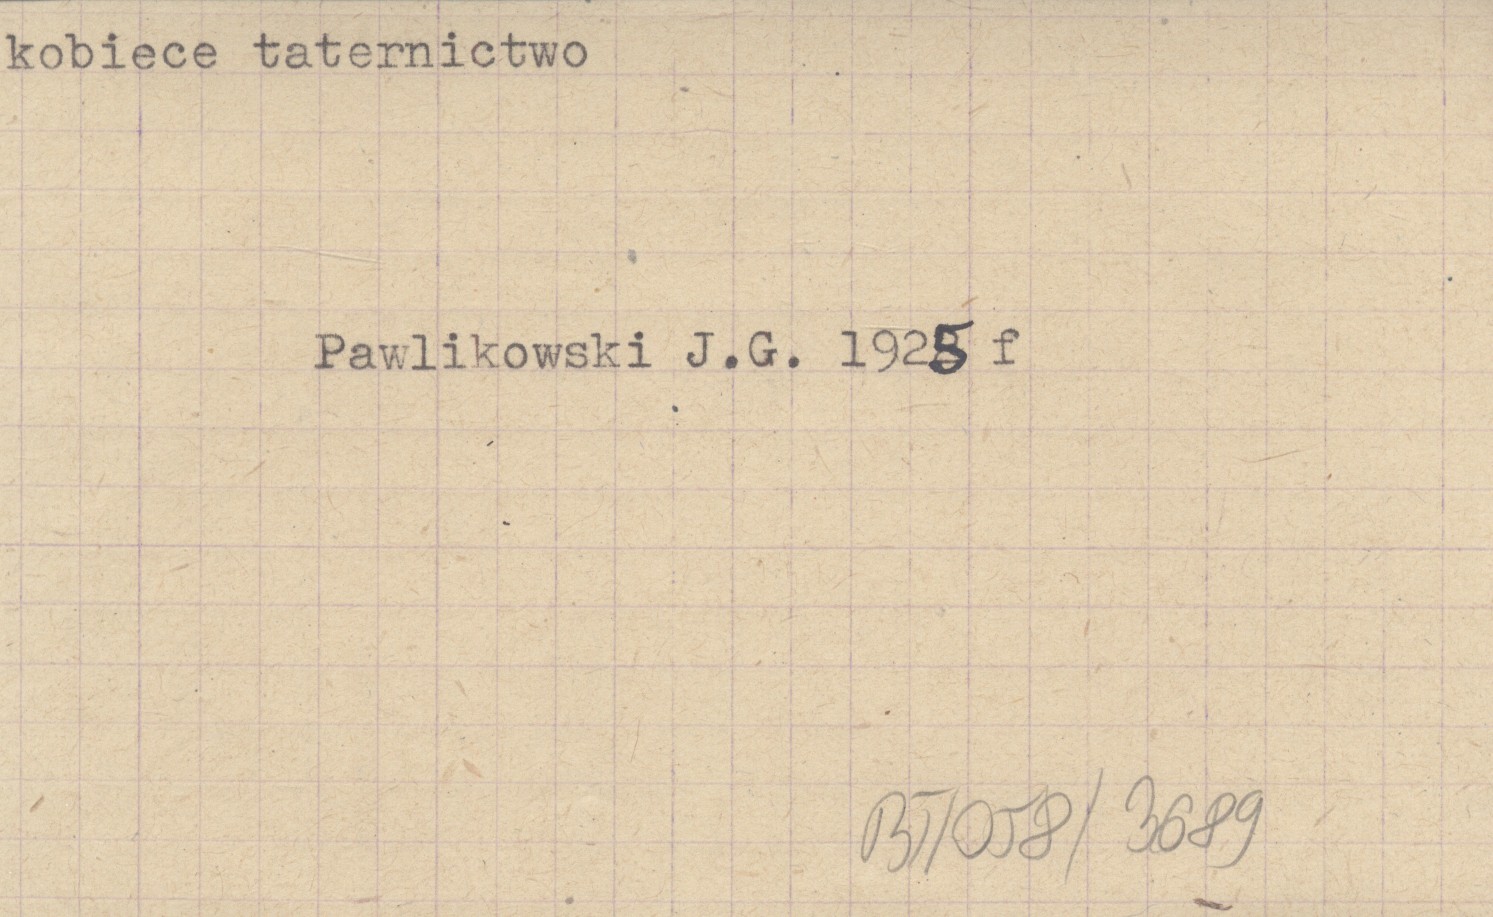 kobiece taternictwo
Pawlikowski J.G. 1925 f
BT/058/3689